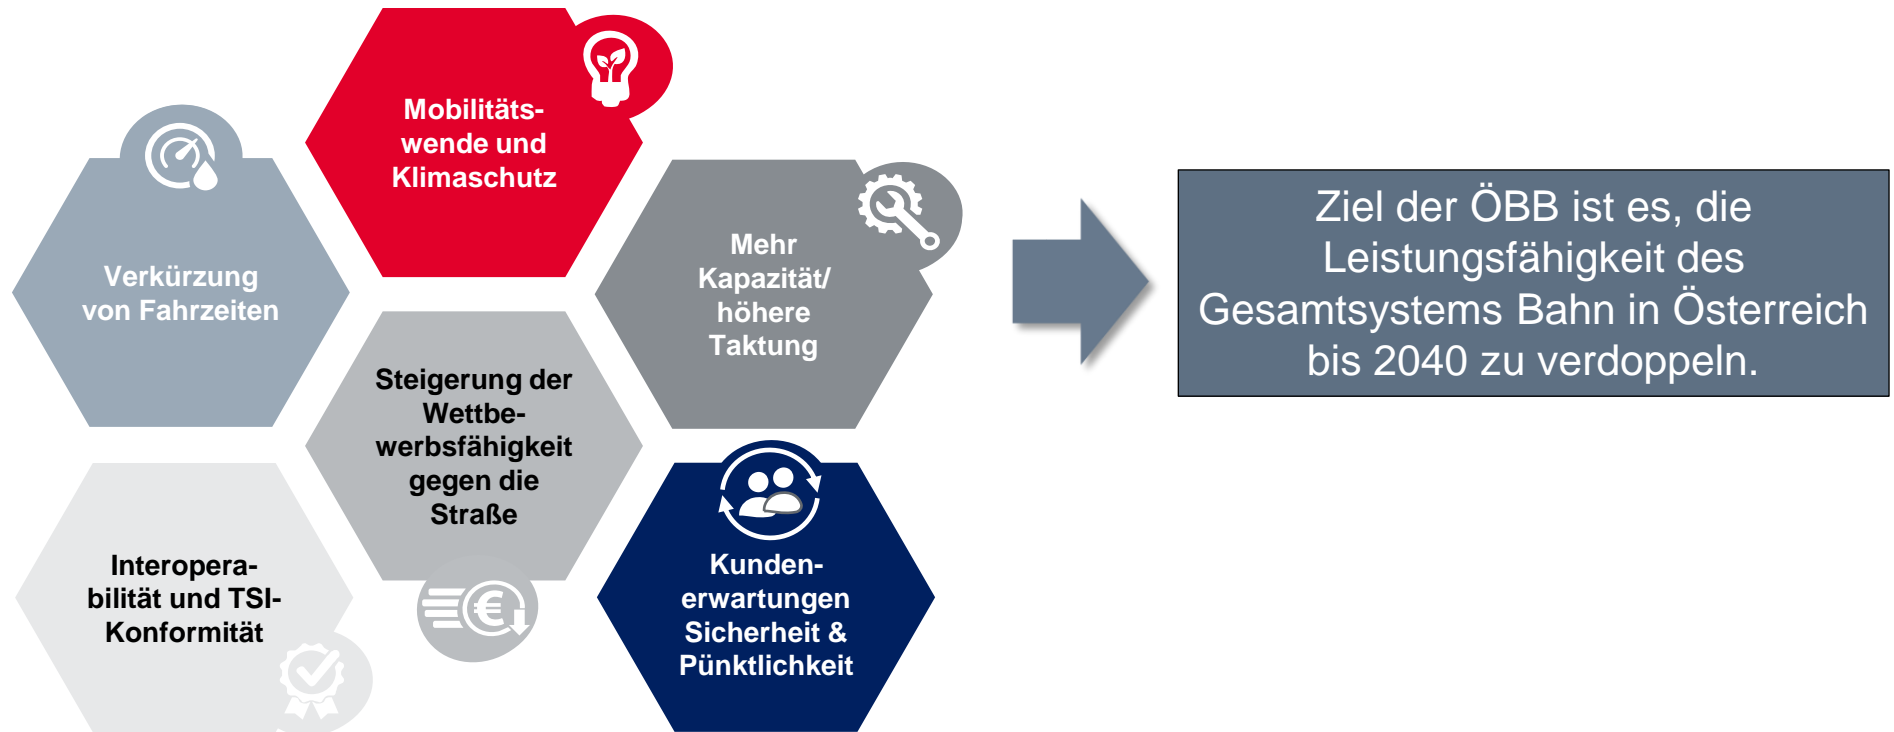 Mobilitäts-
wende und
Klimaschutz
Verkürzung
von Fahrzeiten
Mehr
Kapazität/
höhere
Taktung
Steigerung der
Wettbe-
werbsfähigkeit
gegen die
Straße
Interopera-
bilität und TSI-
Konformität
€
Kunden-
erwartungen
Sicherheit &
Pünktlichkeit
Ziel der ÖBB ist es, die
Leistungsfähigkeit des
Gesamtsystems Bahn in Österreich
bis 2040 zu verdoppeln.